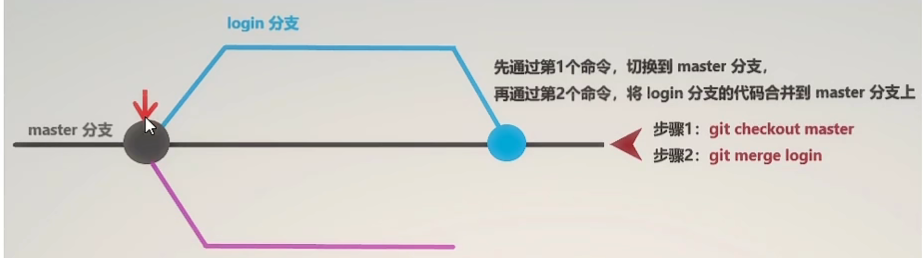 login 分支
先通过第1个命令，切换到 master 分支，
再通过第2个命令，将 login 分支的代码合并到 master 分支上
master 分支
步骤1：git checkout master
步骤2：git merge login